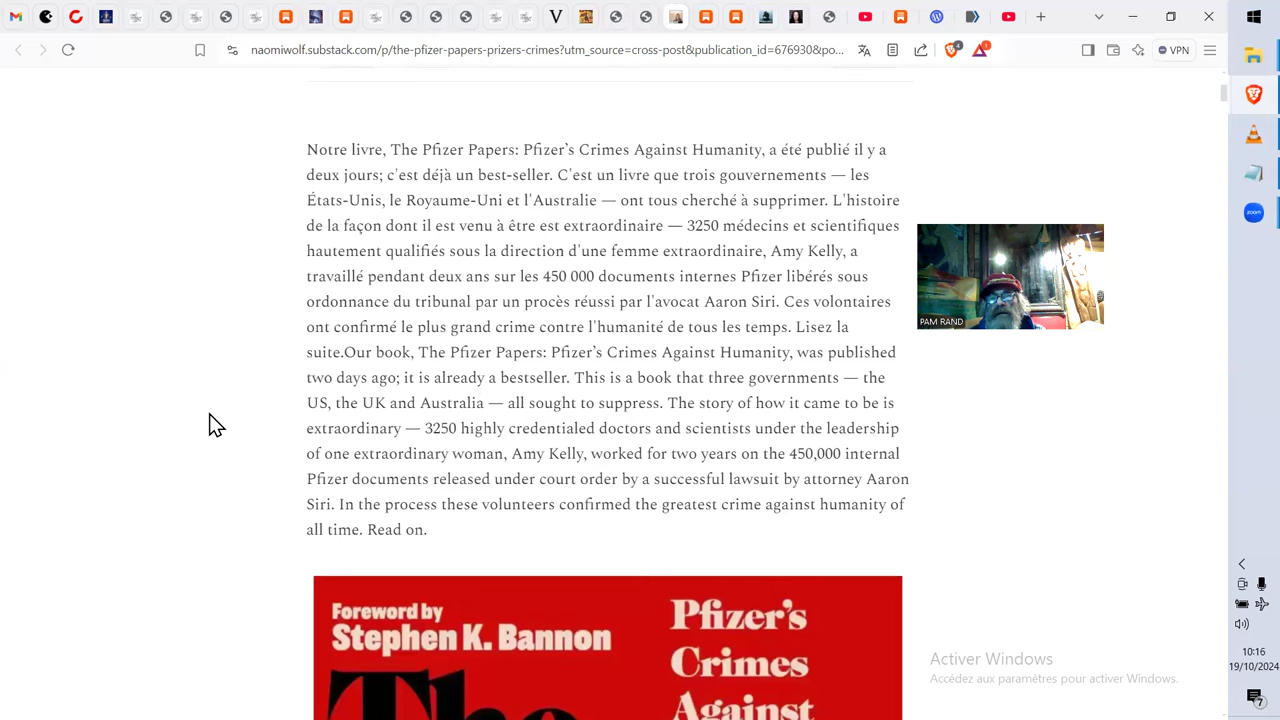 naomiwolf.substack.com/p/the-pfizer-papers-prizers-crimes?utm_source=cross-post&publication_id=676930&po...
VPN
Notre livre, The Pfizer Papers: Pfizer’s Crimes Against Humanity, a été publié il y a
deux jours; c'est déjà un best-seller. C'est un livre que trois gouvernements — les
États-Unis, le Royaume-Uni et l'Australie — ont tous cherché à supprimer. L'histoire
de la façon dont il est venu à être est extraordinaire — 3250 médecins et scientifiques
hautement qualifiés sous la direction d'une femme extraordinaire, Amy Kelly, a
travaillé pendant deux ans sur les 450 000 documents internes Pfizer libérés sous
ordonnance du tribunal par un procès réussi par l'avocat Aaron Siri. Ces volontaires
ont confirmé le plus grand crime contre l'humanité de tous les temps. Lisez la
suite.Our book, The Pfizer Papers: Pfizer’s Crimes Against Humanity, was published
two days ago; it is already a bestseller. This is a book that three governments — the
US, the UK and Australia — all sought to suppress. The story of how it came to be is
extraordinary — 3250 highly credentialed doctors and scientists under the leadership
of one extraordinary woman, Amy Kelly, worked for two years on the 450,000 internal
Pfizer documents released under court order by a successful lawsuit by attorney Aaron
Siri. In the process these volunteers confirmed the greatest crime against humanity of
all time. Read on.
PAM RAND
Foreword by
Stephen K. Bannon
The
Pfizer’s
Crimes
Against
Activer Windows
Accédez aux paramètres pour activer Windows.
zoom
10:16
19/10/2024
7